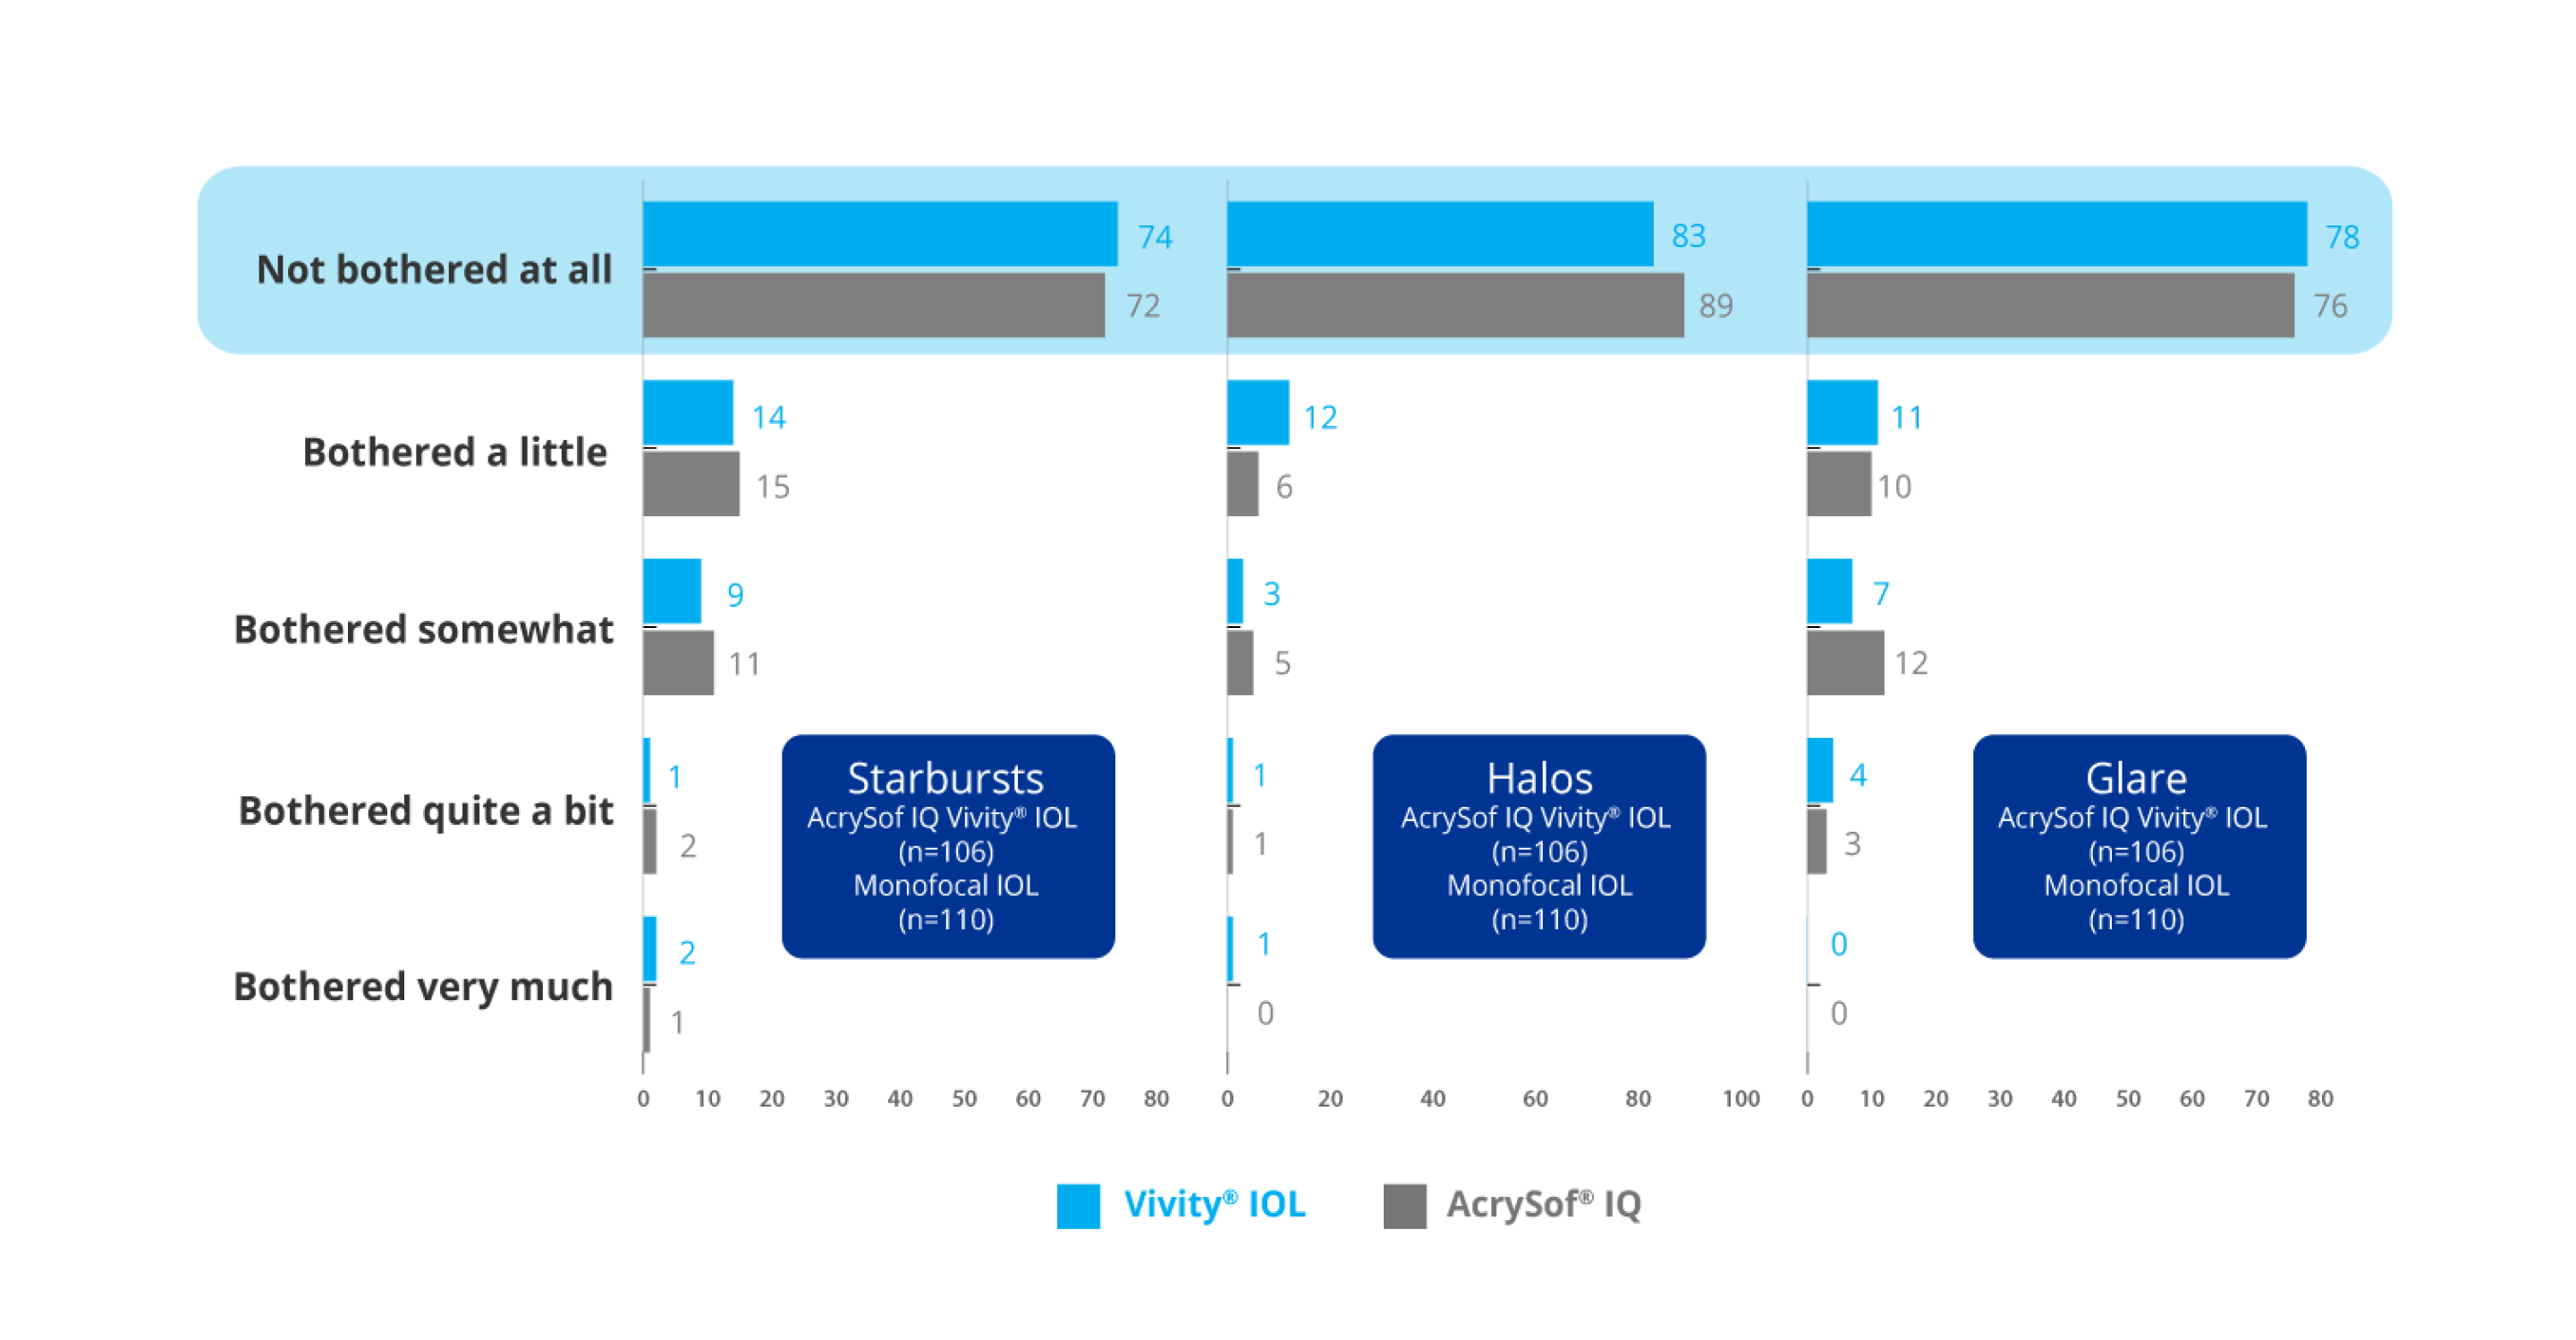 Not bothered at all
74
72
83
89
78
76
Bothered a little
14
15
12
6
11
10
Bothered somewhat
9
11
3
5
7
12
Bothered quite a bit
1
2
1
1
4
3
Bothered very much
2
1
1
0
0
0
Starbursts
AcrySof IQ Vivity® IOL
(n=106)
Monofocal IOL
(n=110)
Halos
AcrySof IQ Vivity® IOL
(n=106)
Monofocal IOL
(n=110)
Glare
AcrySof IQ Vivity® IOL
(n=106)
Monofocal IOL
(n=110)
0 10 20 30 40 50 60 70 80
0 20 40 60 80 100
0 10 20 30 40 50 60 70 80
Vivity® IOL
AcrySof® IQ